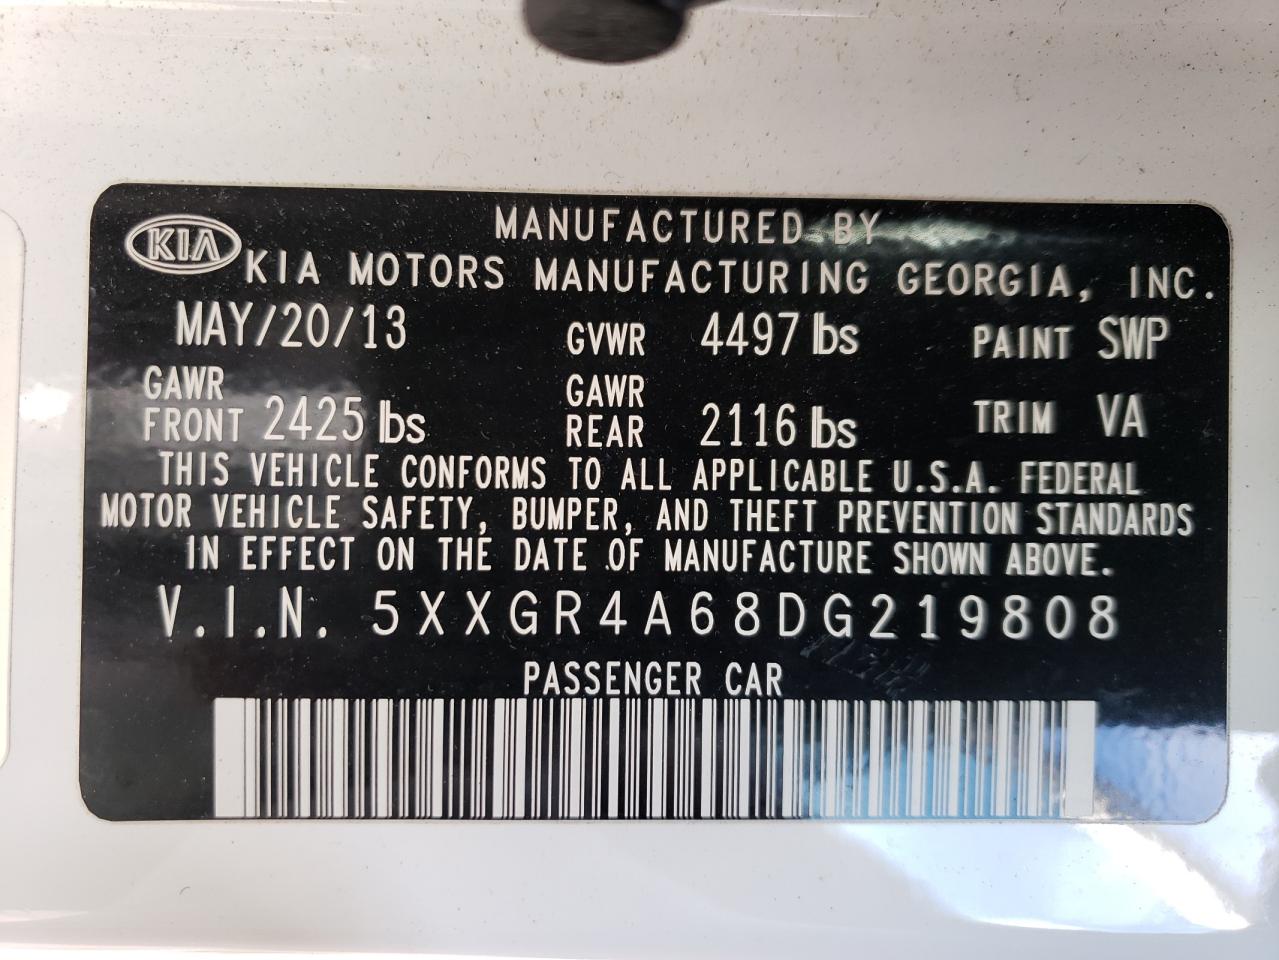 MANUFACTURED BY
KIA KIA MOTORS MANUFACTURING GEORGIA, INC.
MAY/20/13 GVWR 4497 lbs PAINT SWP
GAWR FRONT 2425 lbs GAWR REAR 2116 lbs TRIM VA
THIS VEHICLE CONFORMS TO ALL APPLICABLE U.S.A. FEDERAL
MOTOR VEHICLE SAFETY, BUMPER, AND THEFT PREVENTION STANDARDS
IN EFFECT ON THE DATE OF MANUFACTURE SHOWN ABOVE.
V.I.N. 5XXGR4A68DG219808
PASSENGER CAR